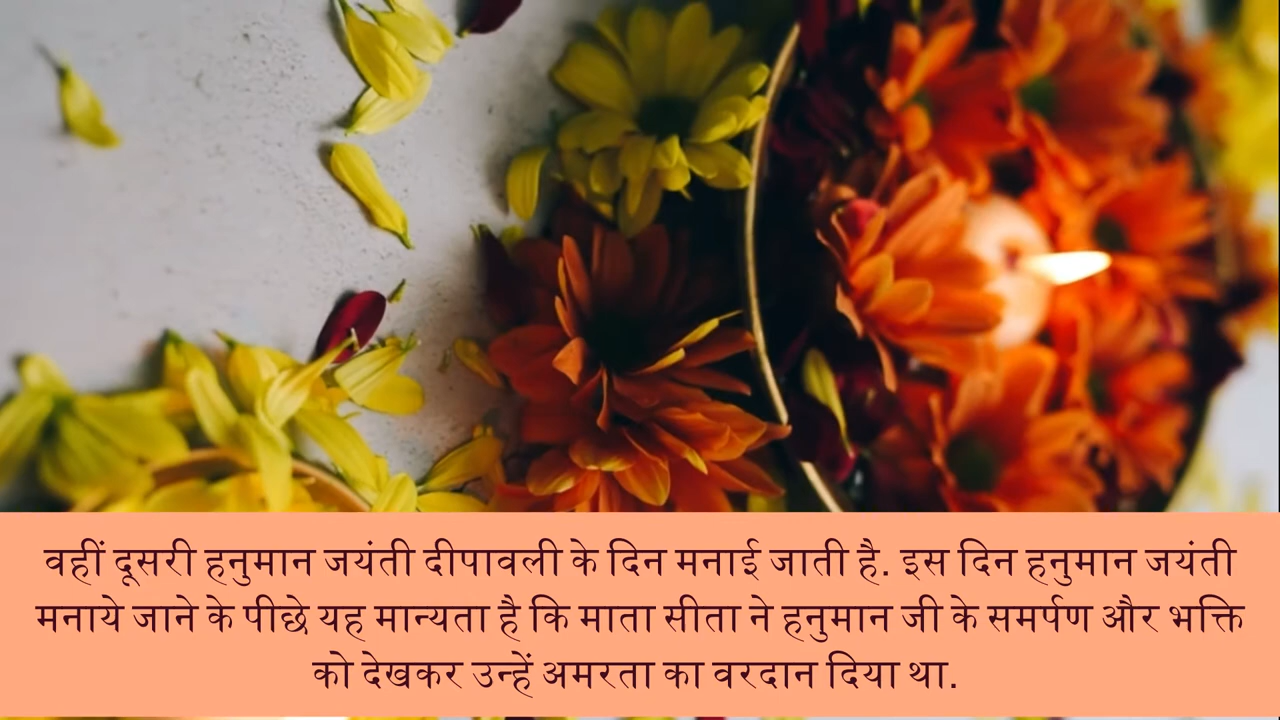 वहीं दूसरी हनुमान जयंती दीपावली के दिन मनाई जाती है. इस दिन हनुमान जयंती
मनाये जाने के पीछे यह मान्यता है कि माता सीता ने हनुमान जी के समर्पण और भक्ति
को देखकर उन्हें अमरता का वरदान दिया था.